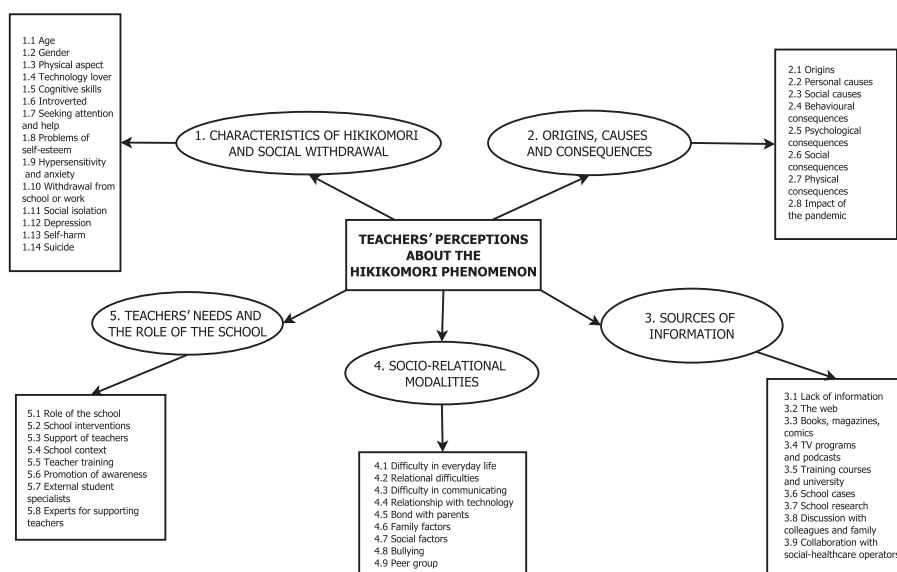 1.1 Age
1.2 Gender
1.3 Physical aspect
1.4 Technology lover
1.5 Cognitive skills
1.6 Introverted
1.7 Seeking attention
and help
1.8 Problems of
self-esteem
1.9 Hypersensitivity
and anxiety
1.10 Withdrawal from
school or work
1.11 Social isolation
1.12 Depression
1.13 Self-harm
1.14 Suicide
1. CHARACTERISTICS OF HIKIKOMORI
AND SOCIAL WITHDRAWAL
2. ORIGINS, CAUSES
AND CONSEQUENCES
2.1 Origins
2.2 Personal causes
2.3 Social causes
2.4 Behavioural
consequences
2.5 Psychological
consequences
2.6 Social
consequences
2.7 Physical
consequences
2.8 Impact of
the pandemic
TEACHERS' PERCEPTIONS
ABOUT THE
HIKIKOMORI PHENOMENON
5. TEACHERS' NEEDS AND
THE ROLE OF THE SCHOOL
4. SOCIO-RELATIONAL
MODALITIES
3. SOURCES OF
INFORMATION
5.1 Role of the school
5.2 School interventions
5.3 Support of teachers
5.4 School context
5.5 Teacher training
5.6 Promotion of awareness
5.7 External student
specialists
5.8 Experts for supporting
teachers
4.1 Difficulty in everyday life
4.2 Relational difficulties
4.3 Difficulty in communicating
4.4 Relationship with technology
4.5 Bond with parents
4.6 Family factors
4.7 Social factors
4.8 Bullying
4.9 Peer group
3.1 Lack of information
3.2 The web
3.3 Books, magazines,
comics
3.4 TV programs
and podcasts
3.5 Training courses
and university
3.6 School cases
3.7 School research
3.8 Discussion with
colleagues and family
3.9 Collaboration with
social-healthcare operators